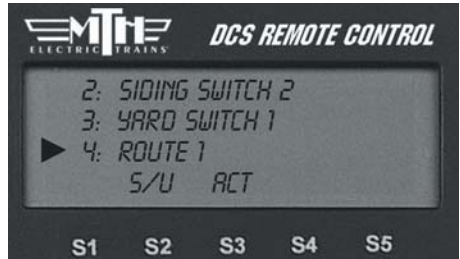 MTH DCS REMOTE CONTROL
ELECTRIC TRAINS
2: SIDING SWITCH 2
3: YARD SWITCH 1
4: ROUTE 1
S/U ACT
S1 S2 S3 S4 S5